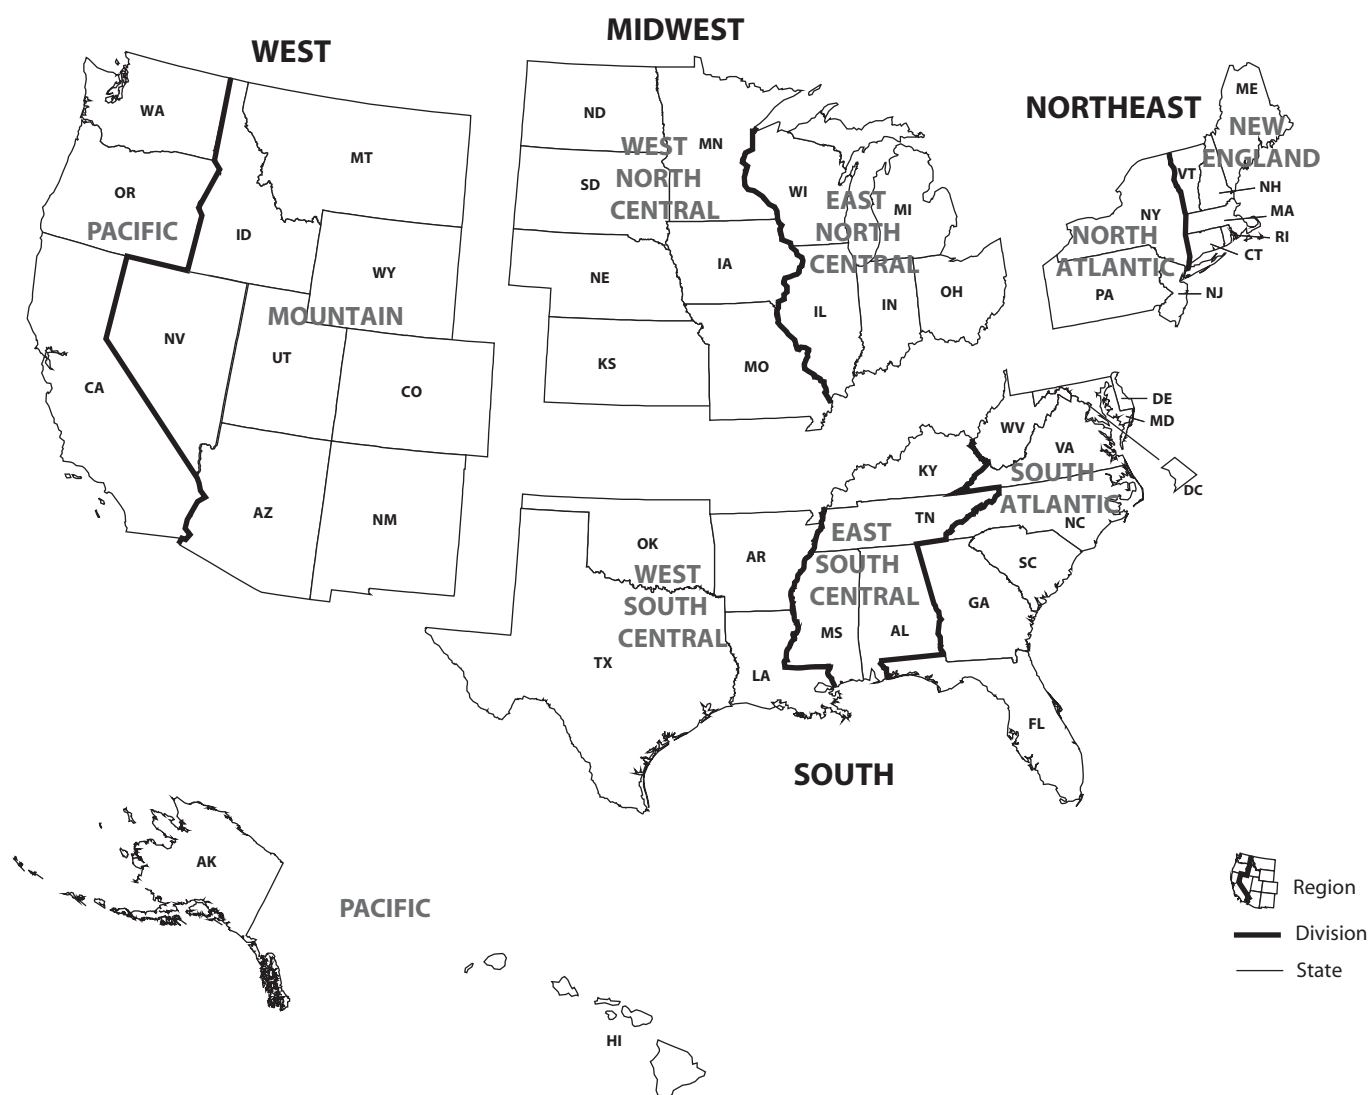 MIDWEST
WEST
NORTHEAST
WA
MT
OR
PACIFIC
ID
WY
MOUNTAIN
NV
UT
CO
CA
AZ
NM
ND
MN
WEST
NORTH
CENTRAL
SD
NE
IA
KS
MO
WI
EAST
NORTH
CENTRAL
MI
IL
IN
OH
ME
NEW
ENGLAND
VT
NH
MA
RI
CT
NY
NORTH
ATLANTIC
PA
NJ
DE
MD
WV
VA
DC
SOUTH
ATLANTIC
NC
SC
GA
FL
KY
TN
EAST
SOUTH
CENTRAL
MS
AL
OK
AR
WEST
SOUTH
CENTRAL
TX
LA
SOUTH
AK
PACIFIC
HI
Region
Division
State